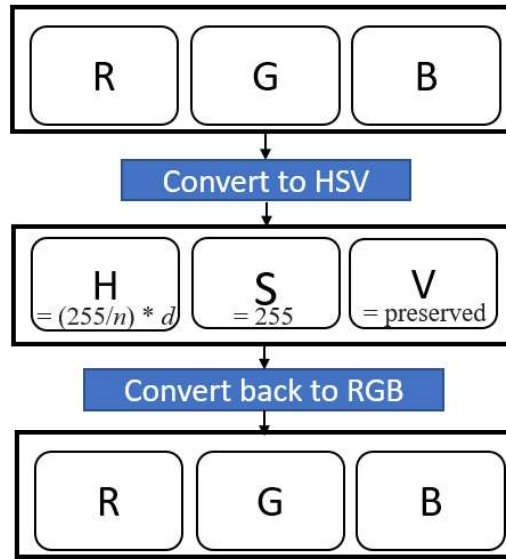 R G B
Convert to HSV
H S V
= (255/n) * d = 255 = preserved
Convert back to RGB
R G B